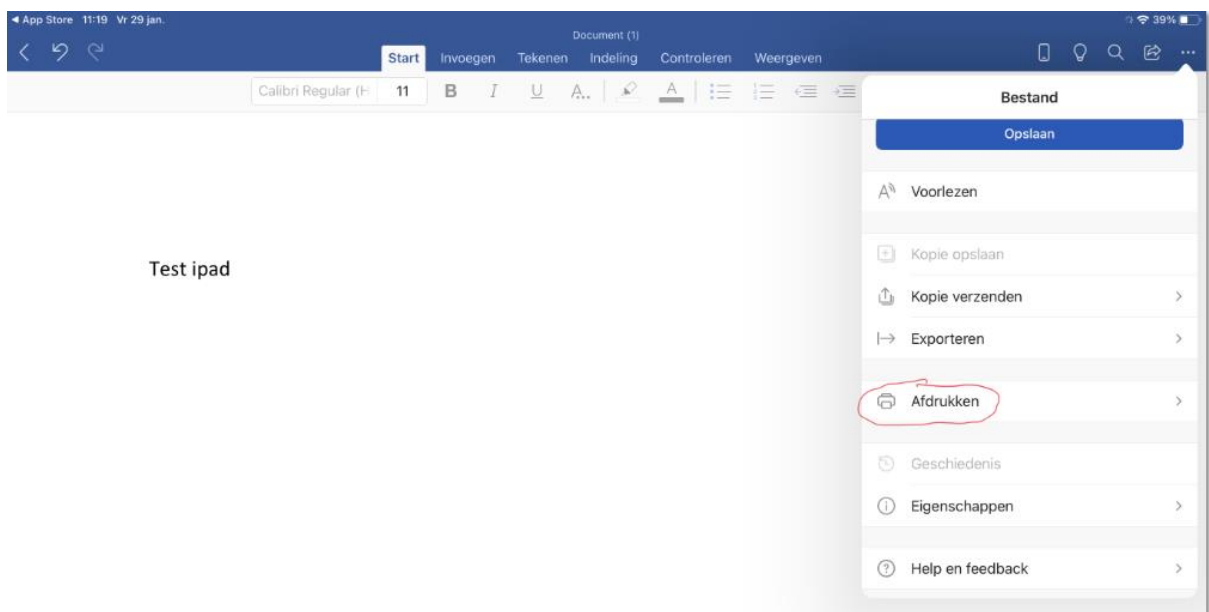 App Store 11:19 Vr 29 jan.
39%
Document (1)
Start Invoegen Tekenen Indeling Controleren Weergeven
Calibri Regular (H 11 B I U A.. A
Bestand
Opslaan
Voorlezen
Kopie opslaan
Kopie verzenden
Exporteren
Afdrukken
Geschiedenis
Eigenschappen
Help en feedback
Test ipad